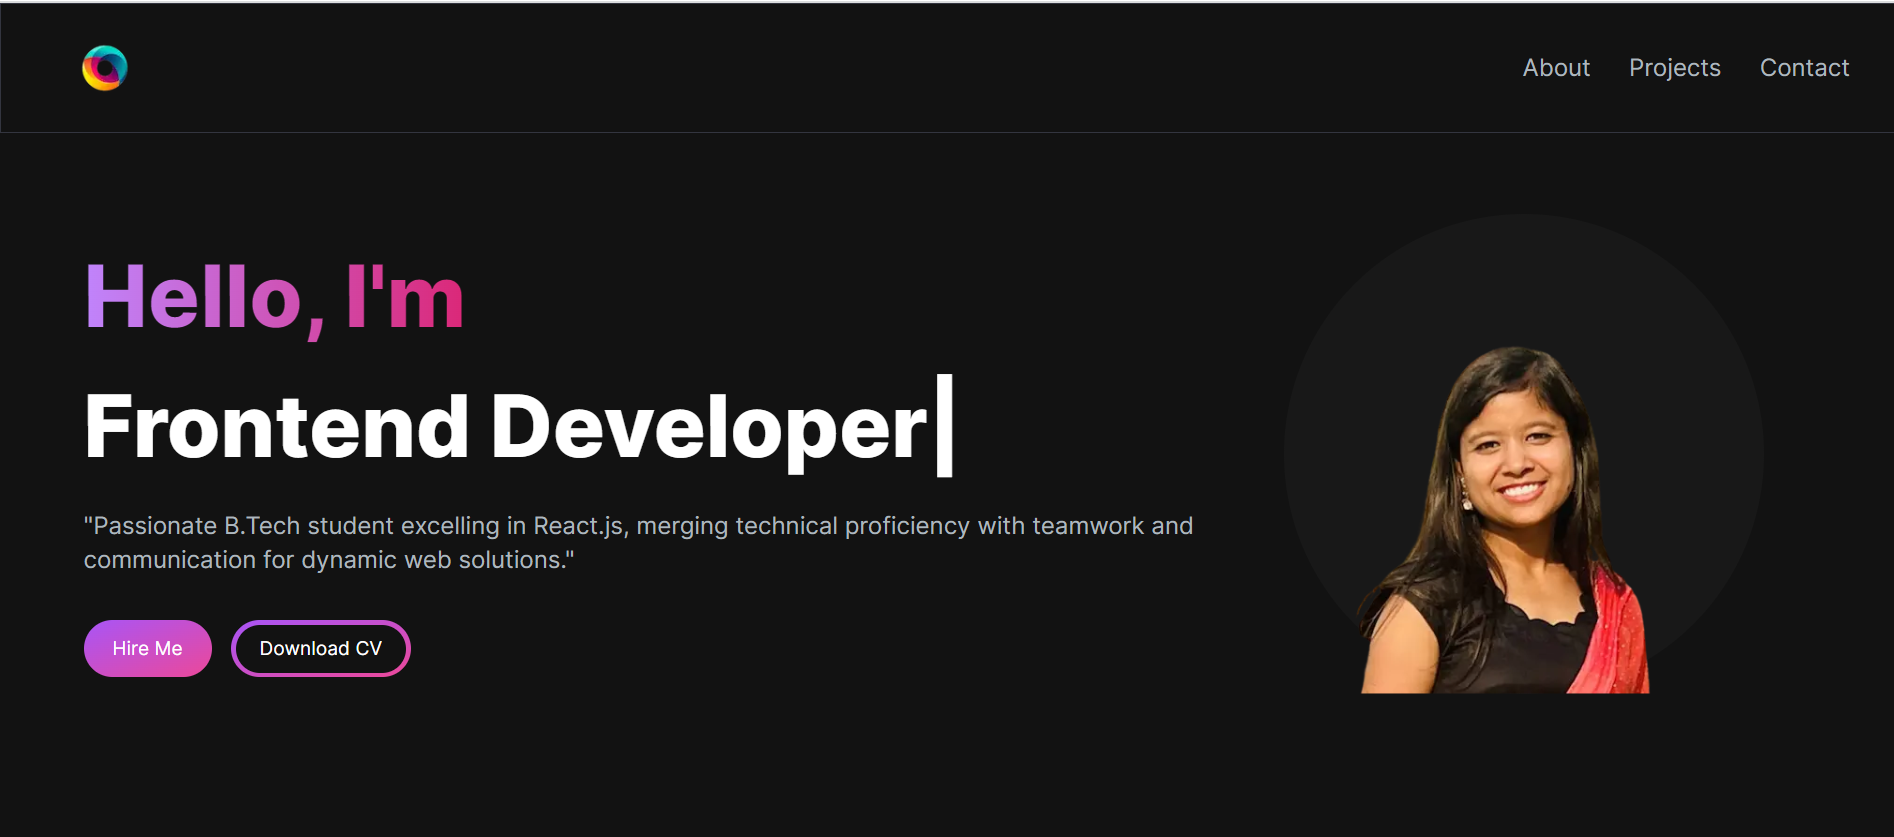 About Projects Contact
Hello, I'm
Frontend Developer|
"Passionate B.Tech student excelling in React.js, merging technical proficiency with teamwork and
communication for dynamic web solutions."
Hire Me Download CV